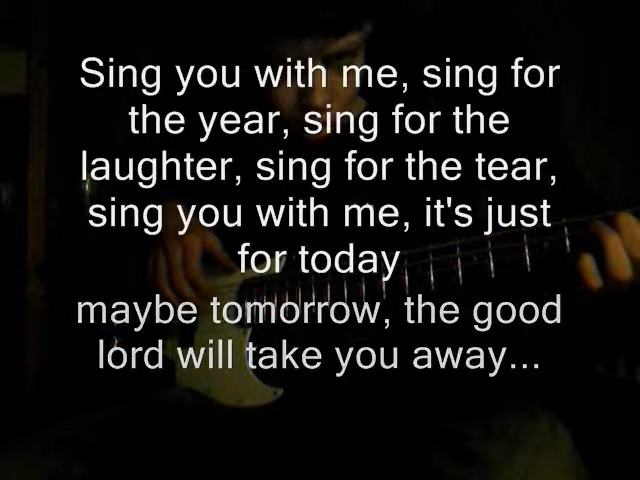 Sing you with me, sing for
the year, sing for the
laughter, sing for the tear,
sing you with me, it's just
for today
maybe tomorrow, the good
lord will take you away...